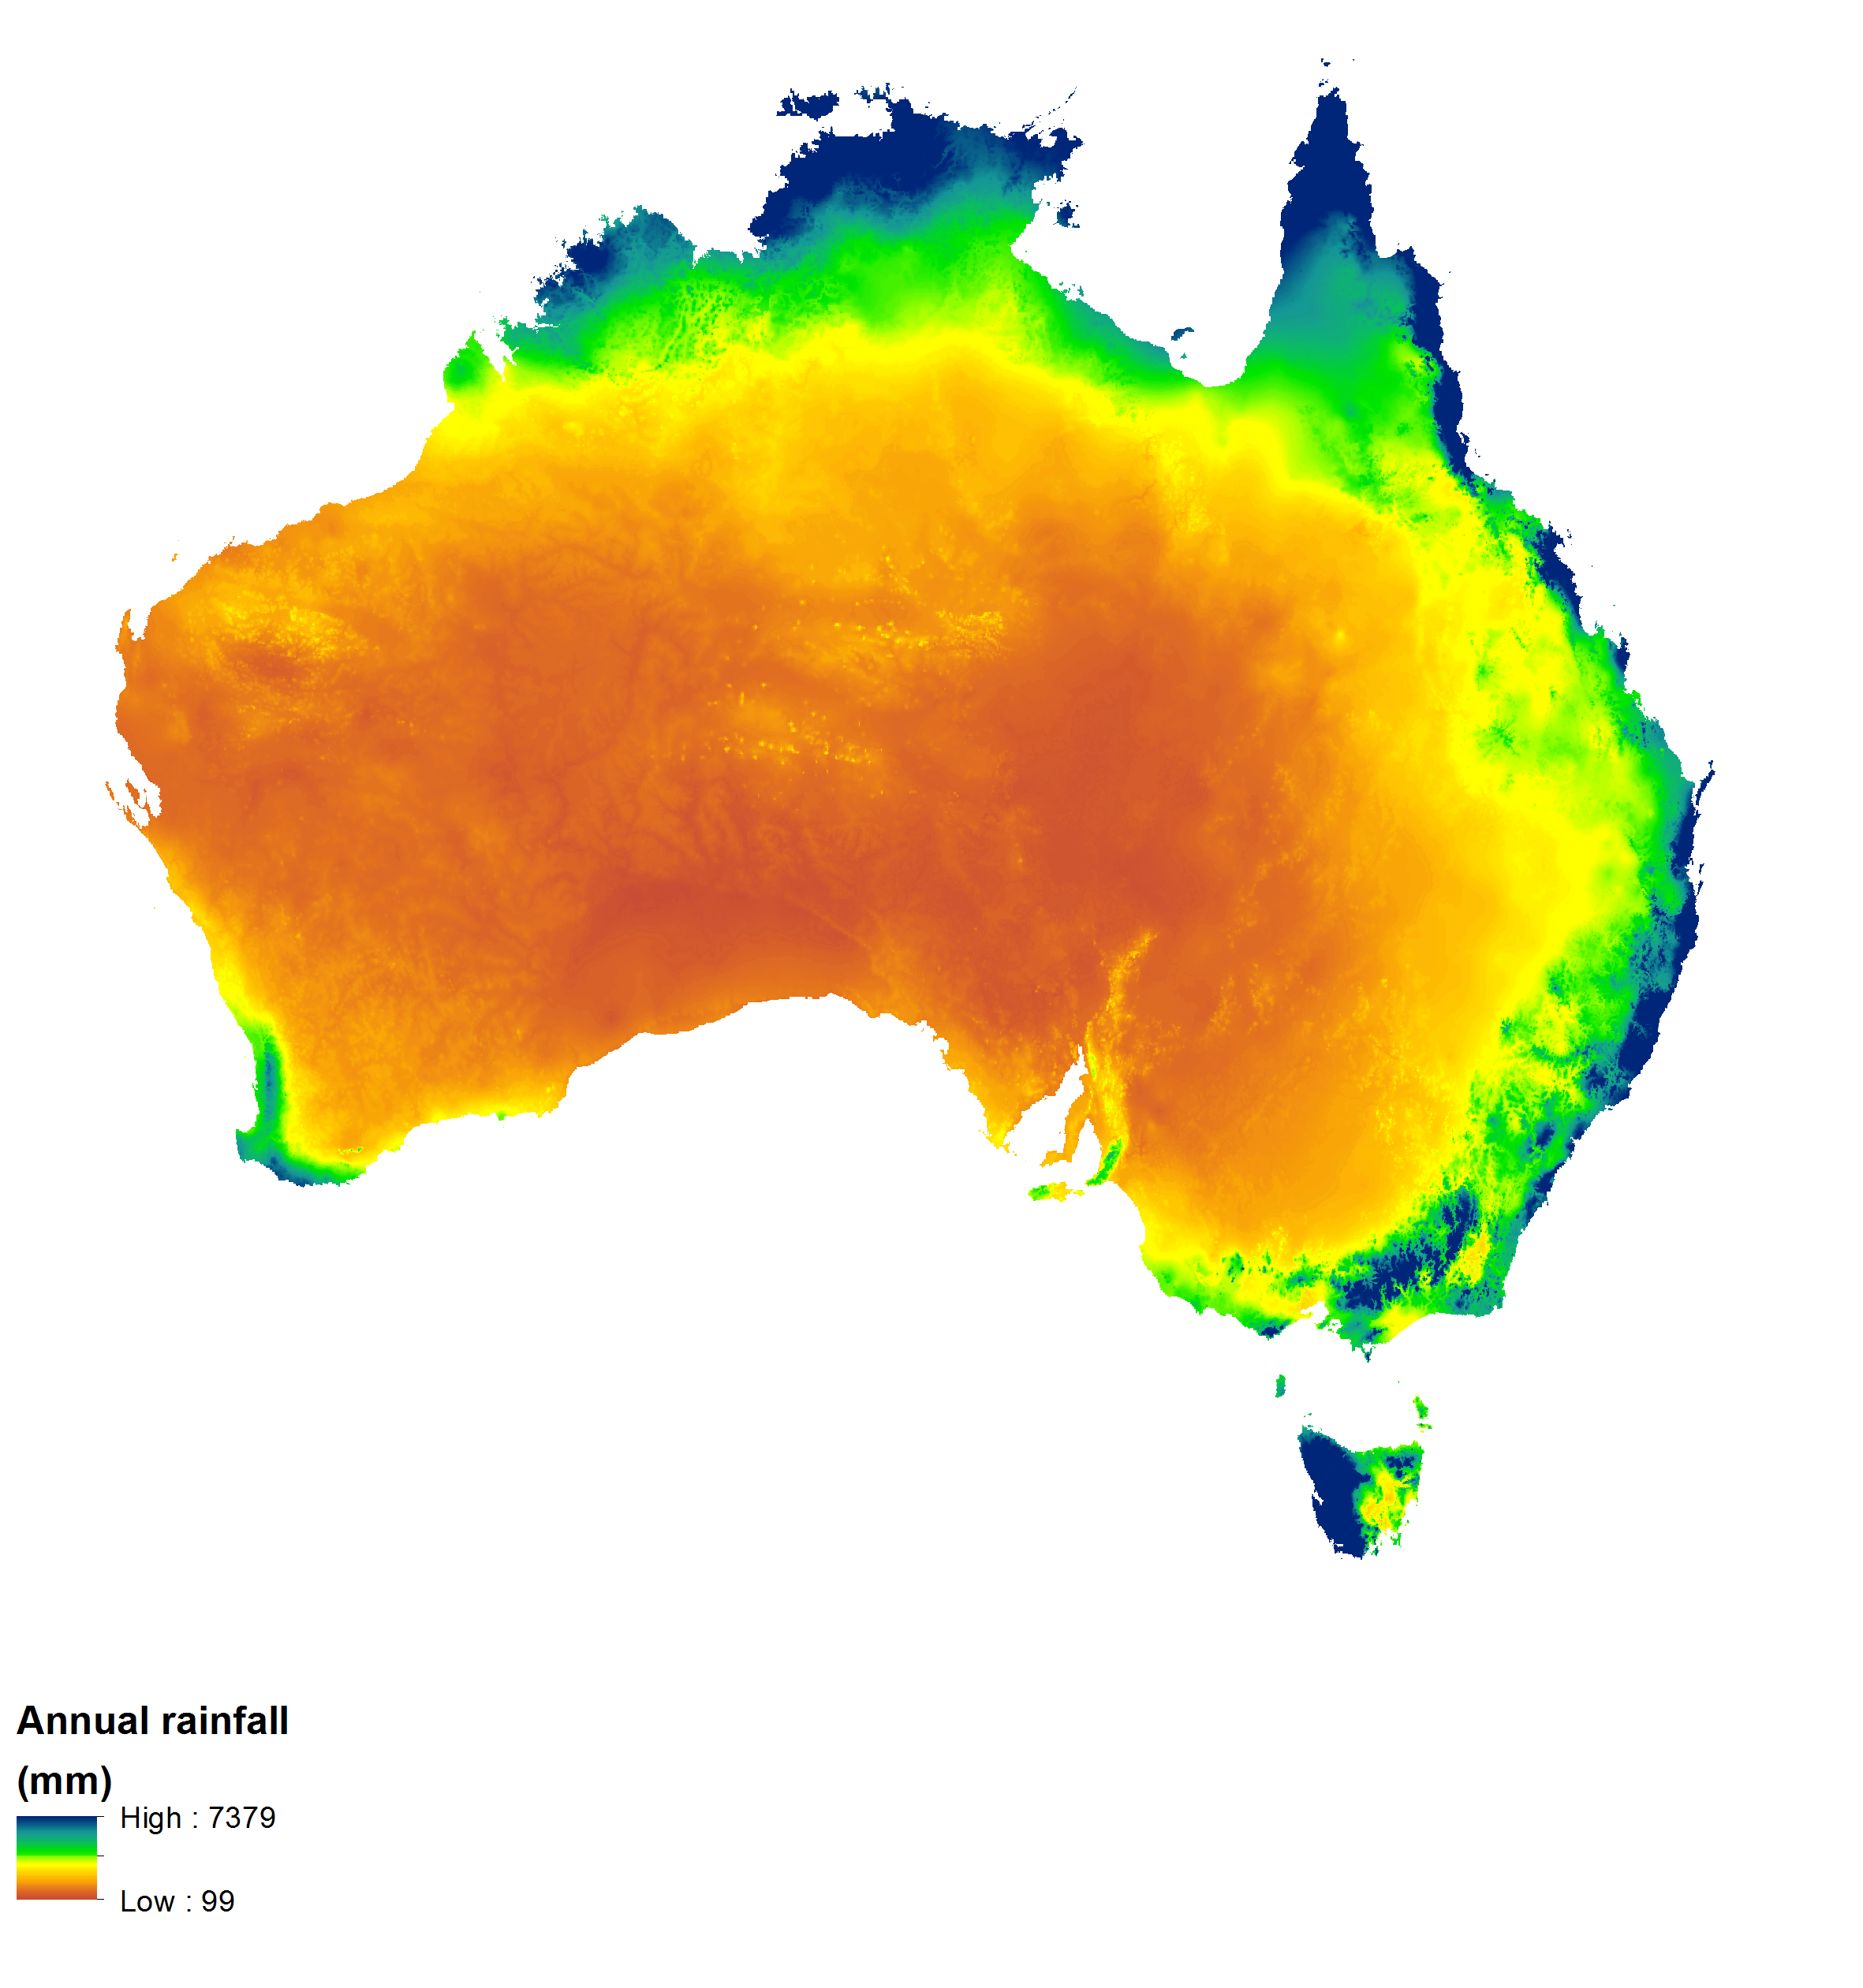 Annual rainfall
(mm)
High : 7379
Low : 99